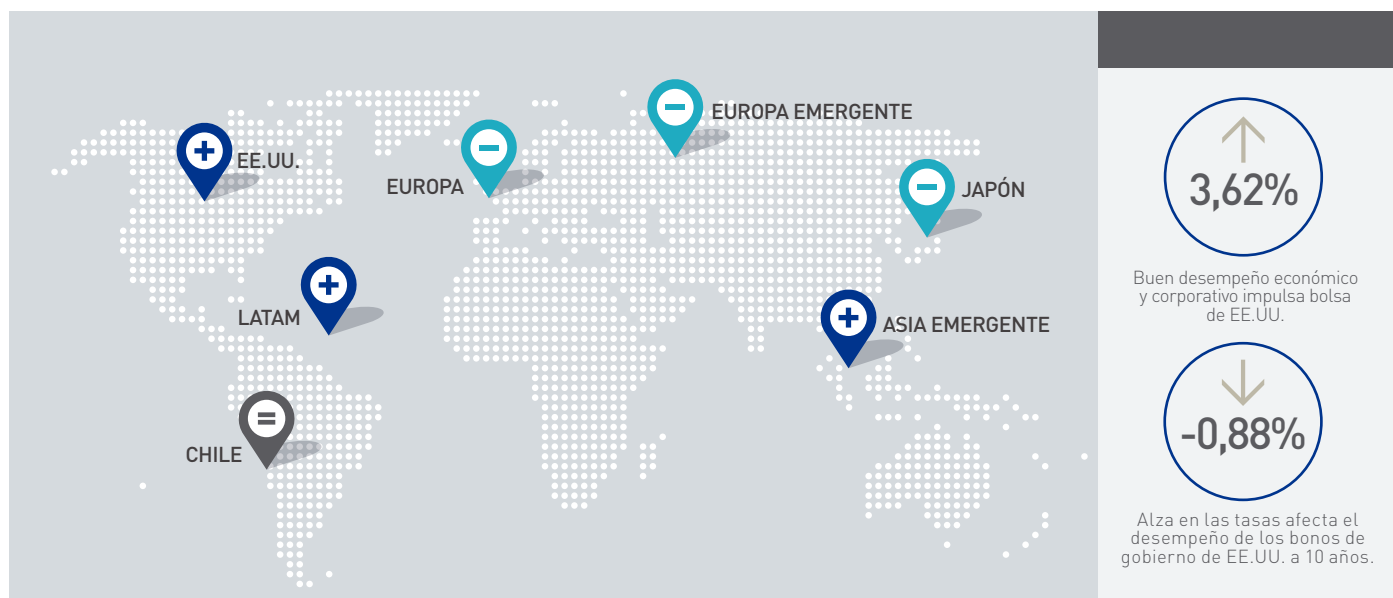 EUROPA EMERGENTE
EE.UU.
EUROPA
JAPÓN
LATAM
ASIA EMERGENTE
CHILE
3,62%
Buen desempeño económico
y corporativo impulsa bolsa
de EE.UU.
-0,88%
Alza en las tasas afecta el
desempeño de los bonos de
gobierno de EE.UU. a 10 años.